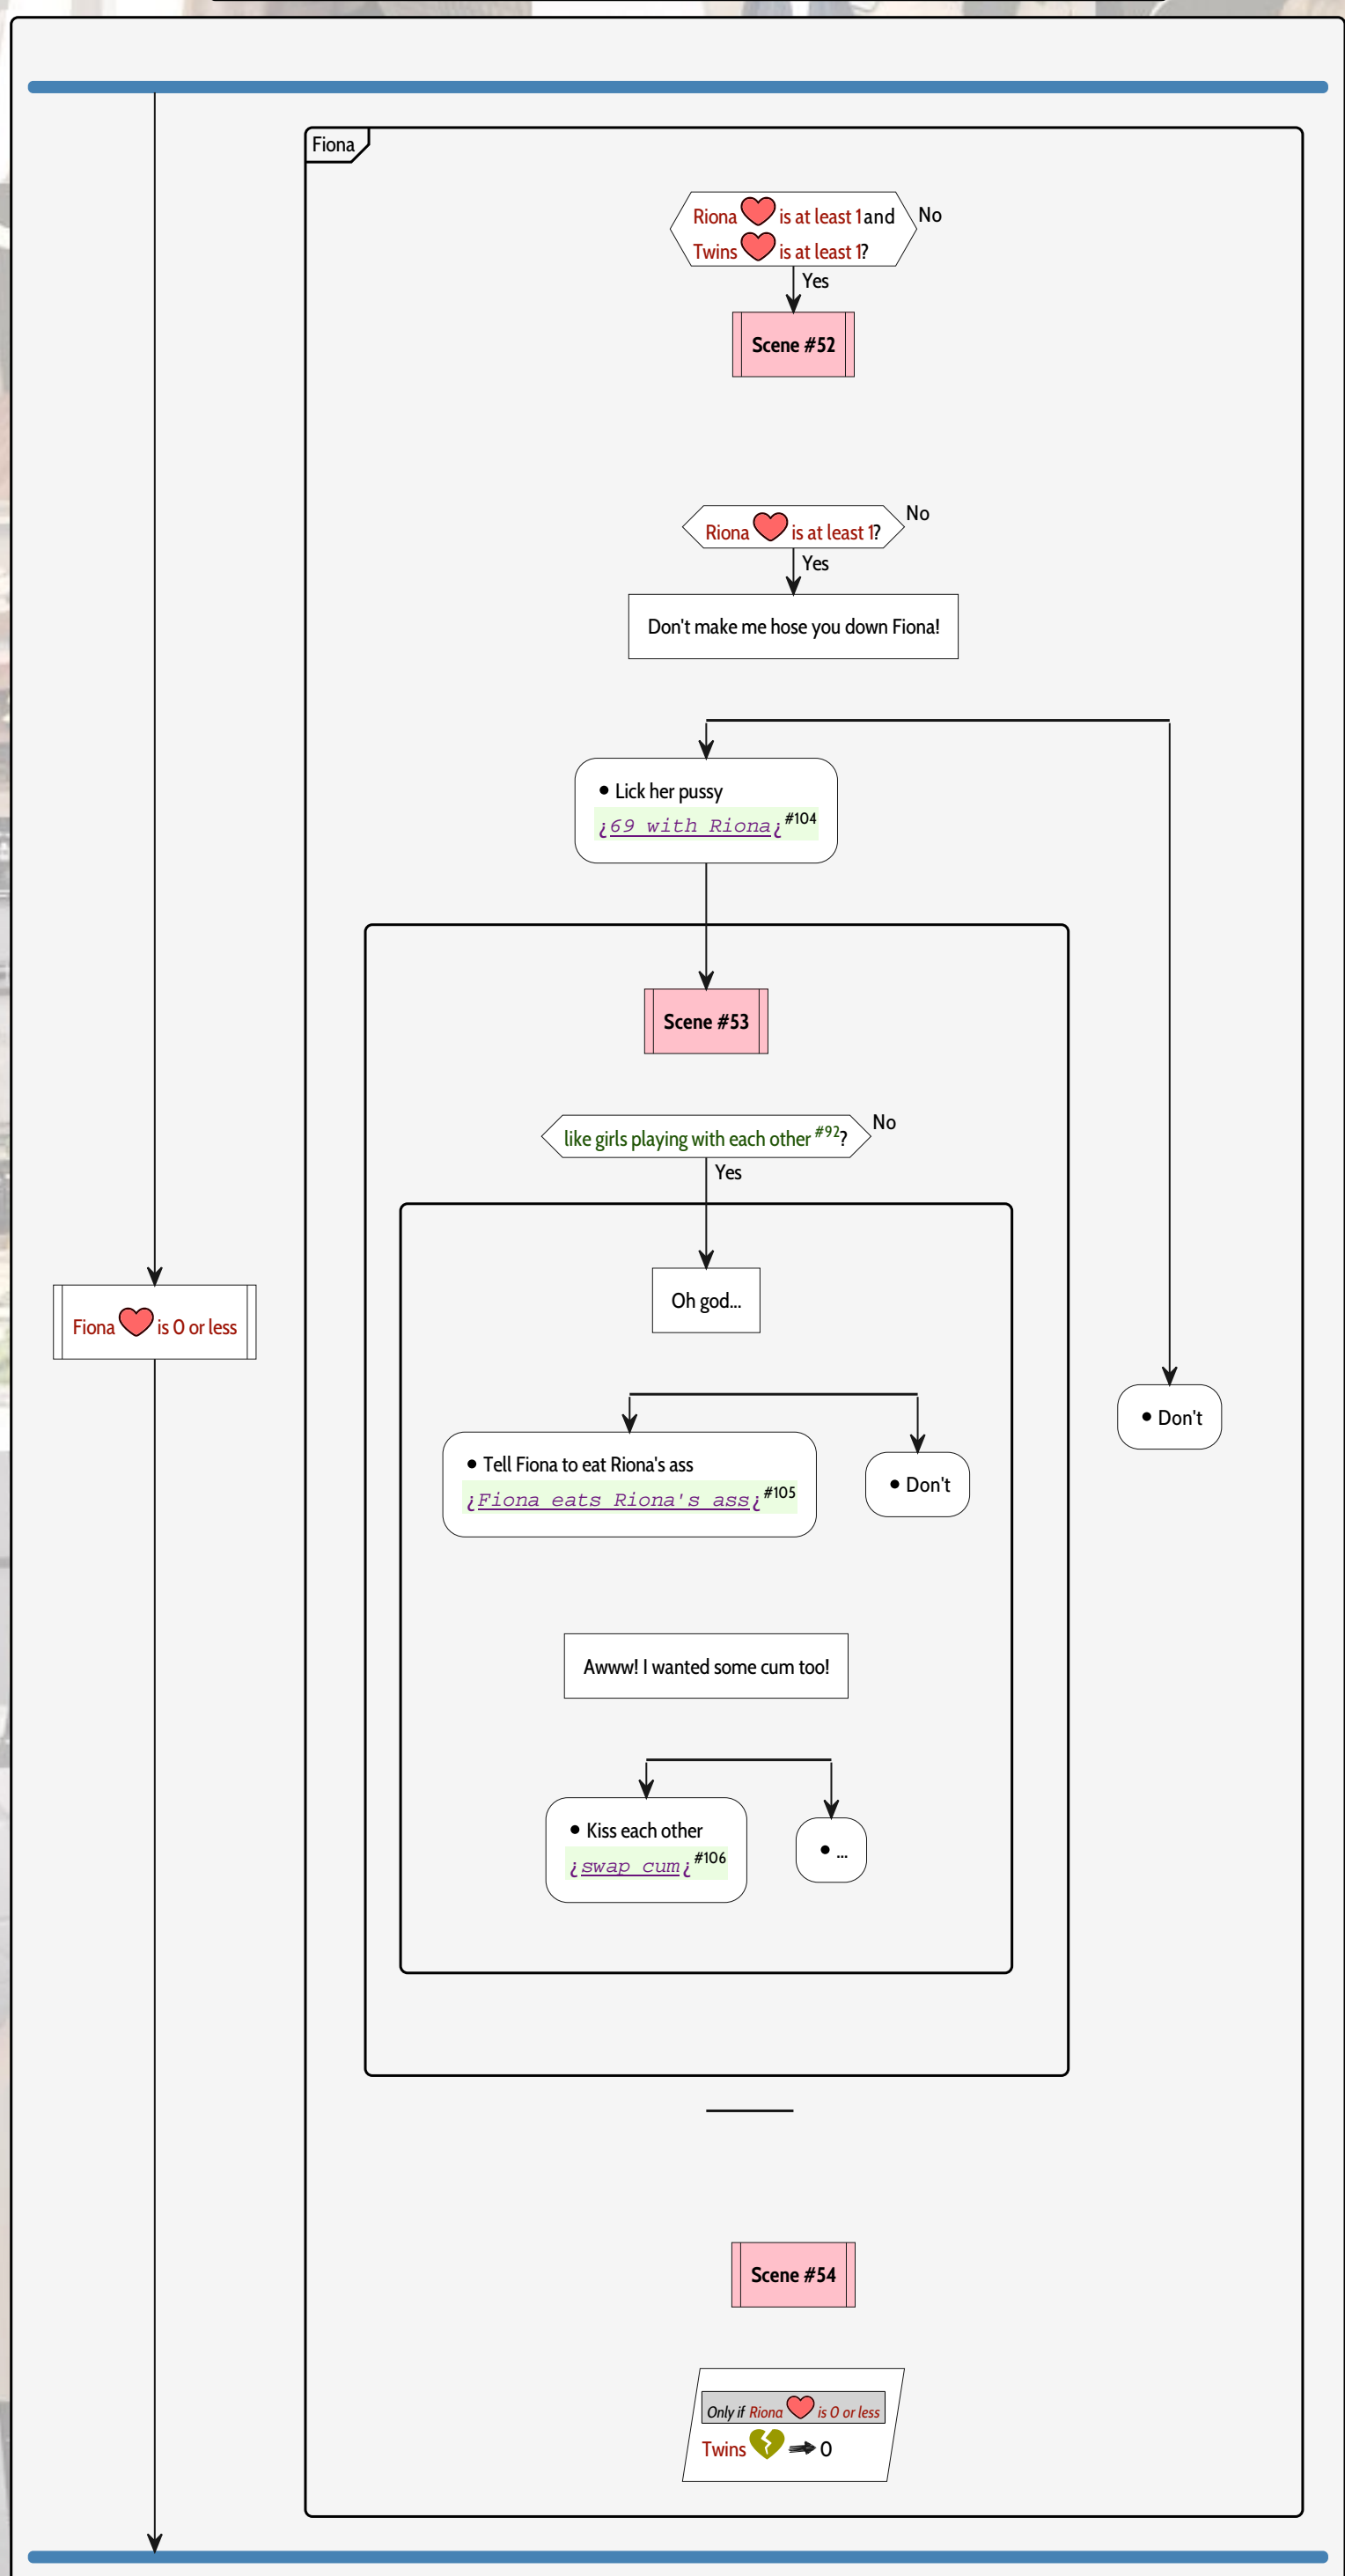 Fiona
Riona is at least 1 and
Twins is at least 1?
No
Yes
Scene #52
Riona is at least 1?
No
Yes
Don't make me hose you down Fiona!
• Lick her pussy
¿69 with Riona¿ #104
Scene #53
like girls playing with each other #92?
No
Yes
Oh god...
Fiona is 0 or less
• Don't
• Tell Fiona to eat Riona's ass
¿Fiona eats Riona's ass¿ #105
• Don't
Awww! I wanted some cum too!
• Kiss each other
¿swap cum¿ #106
• ...
Scene #54
Only if Riona is 0 or less
Twins 0